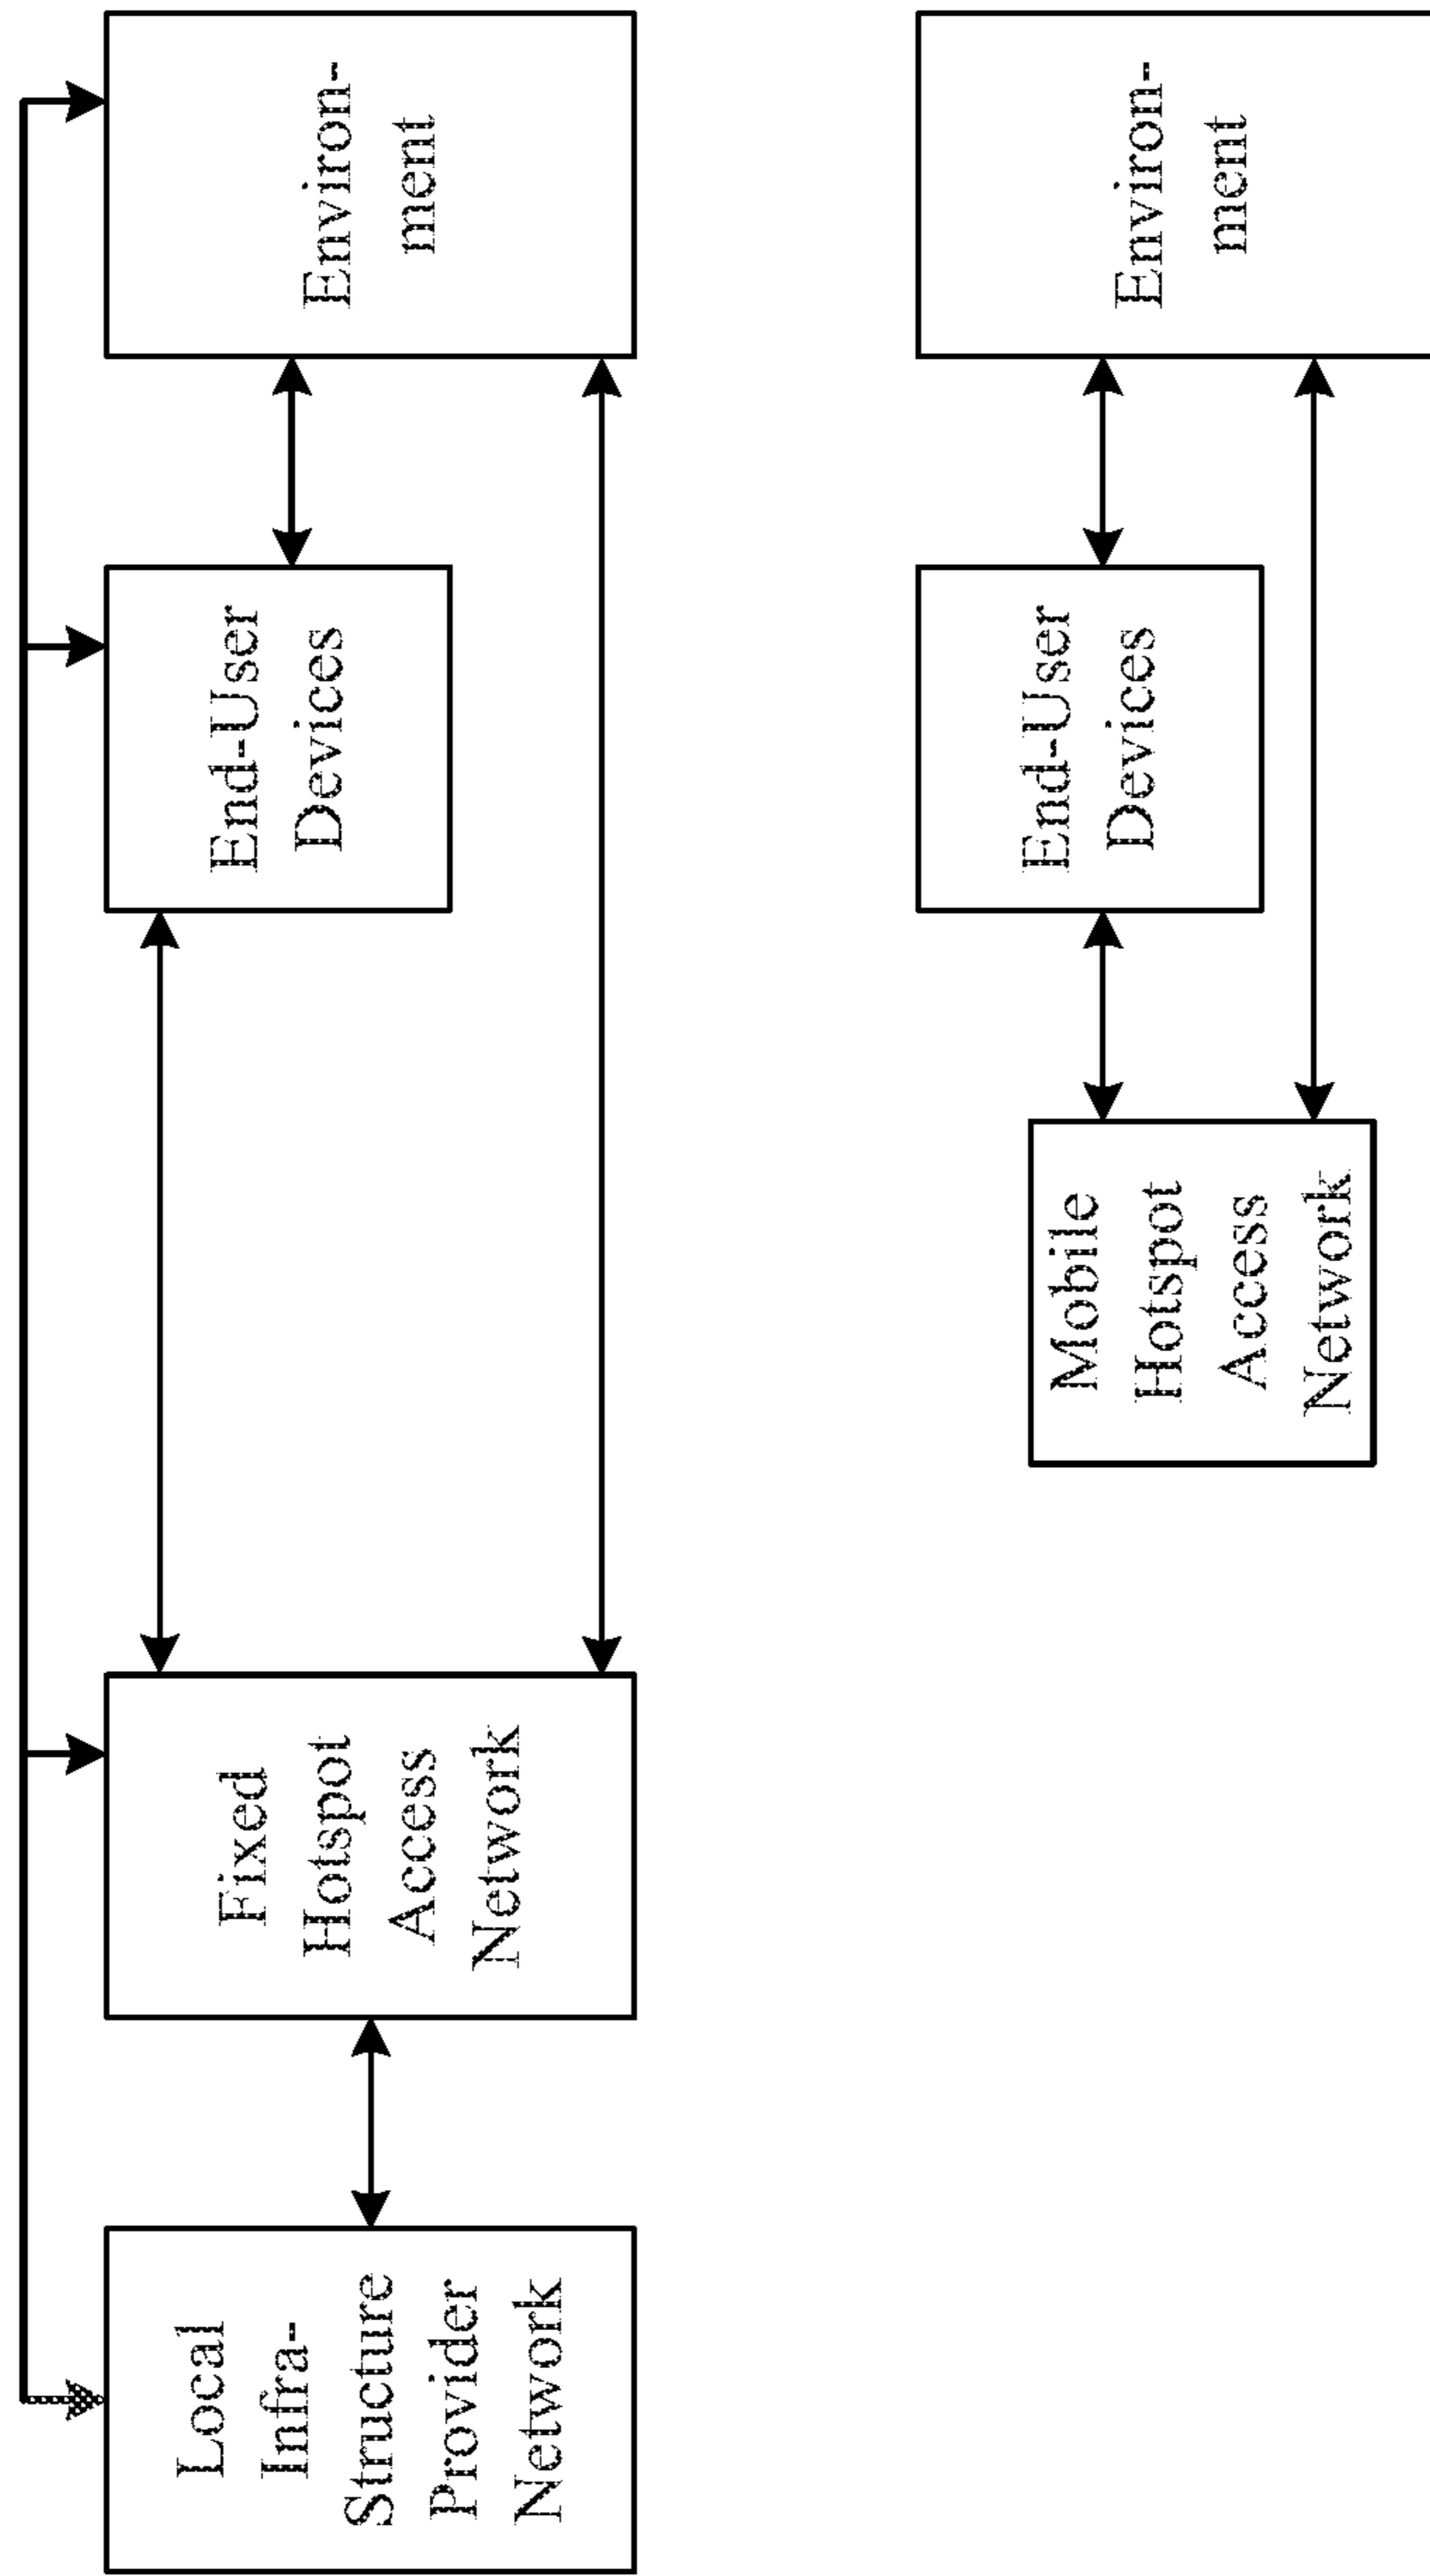 Local
Infra-
Structure
Provider
Network
Fixed
Hotspot
Access
Network
End-User
Devices
Environ-
ment
Mobile
Hotspot
Access
Network
End-User
Devices
Environ-
ment